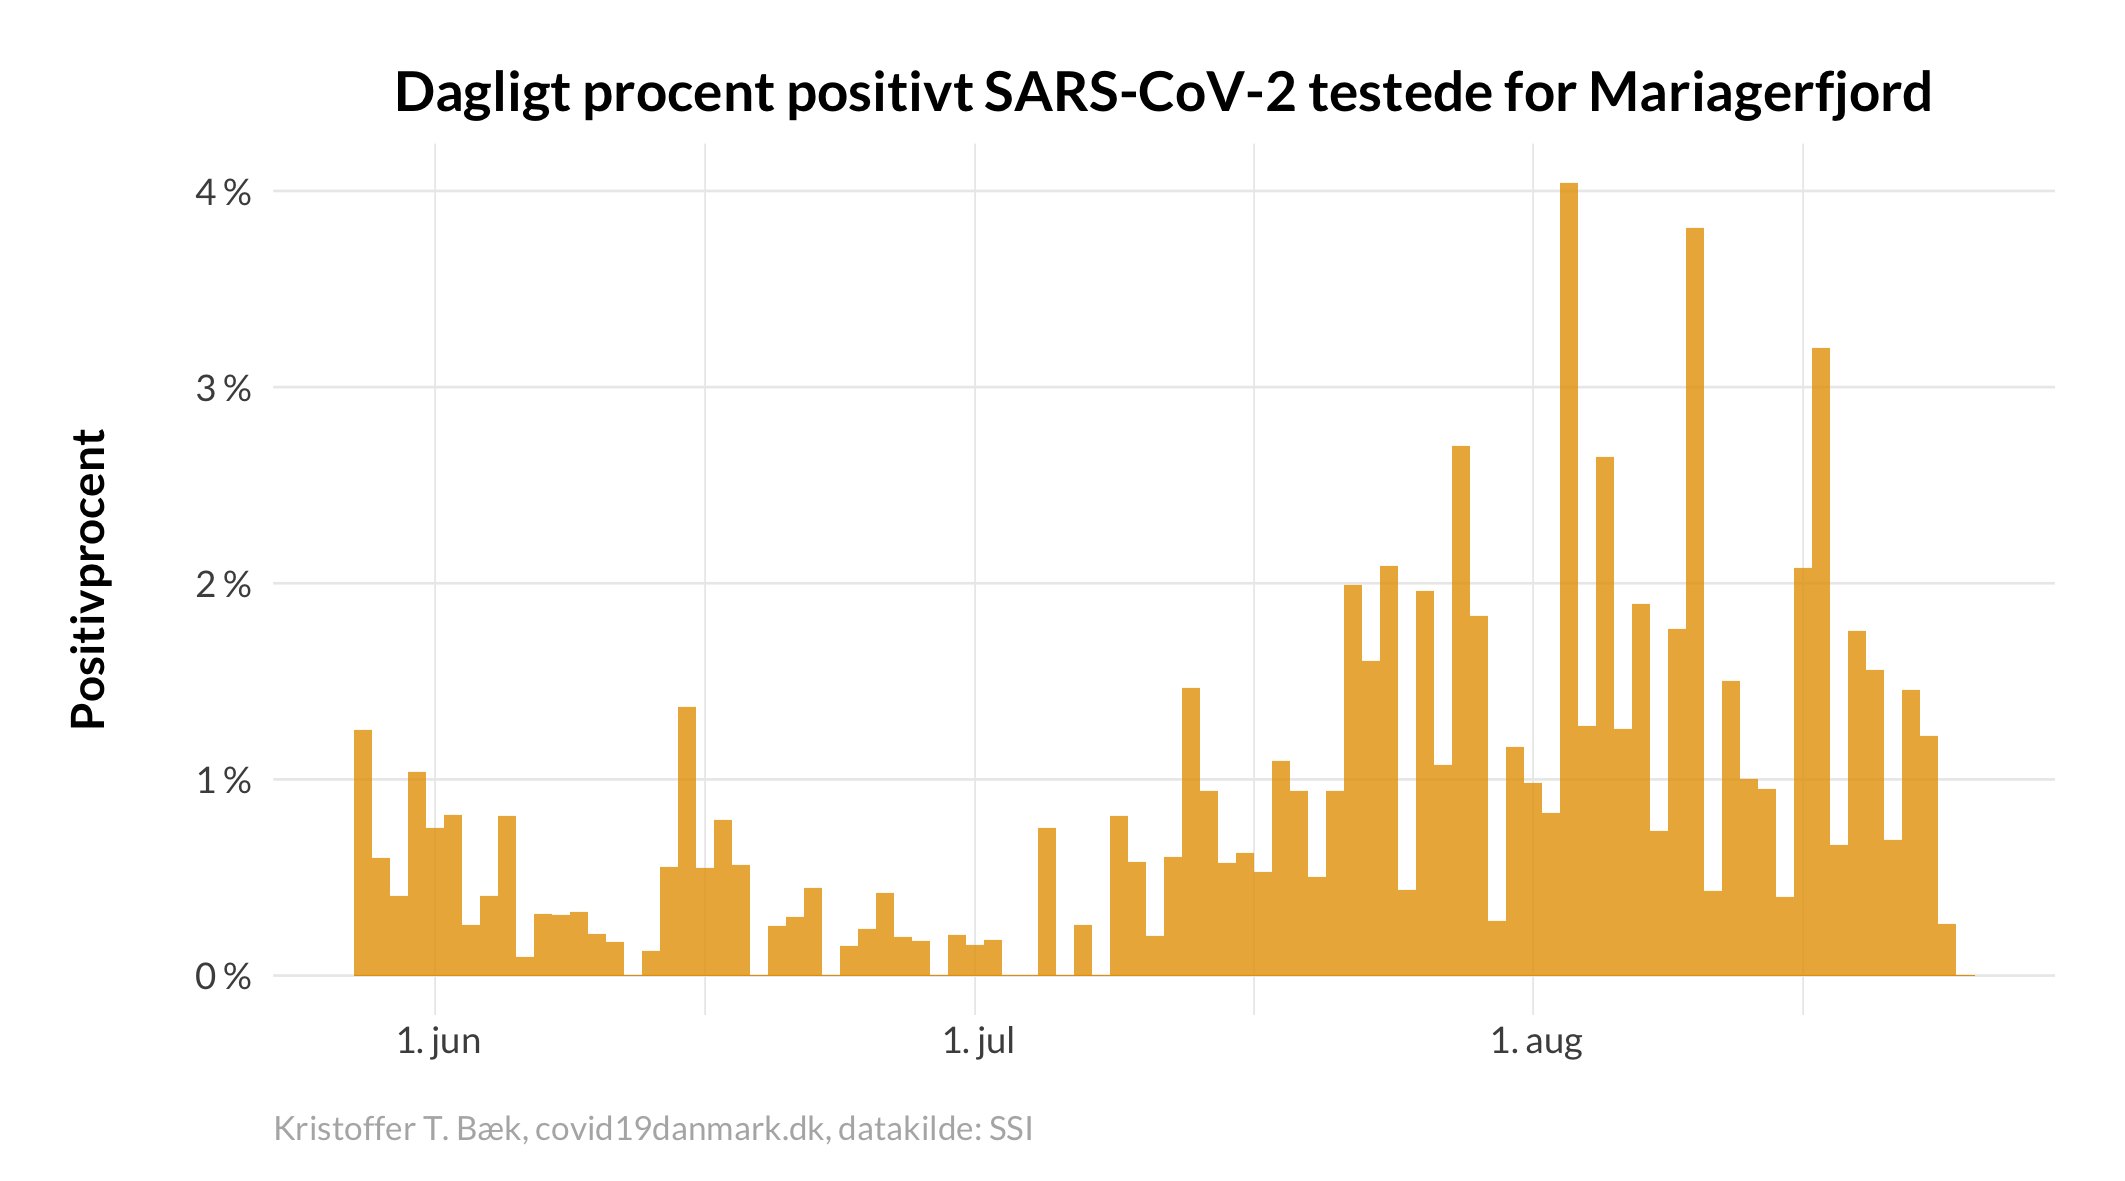 Dagligt procent positivt SARS-CoV-2 testede for Mariagerfjord
Positivprocent
4 %
3 %
2 %
1 %
0 %
1. jun
1. jul
1. aug
Kristoffer T. Bæk, covid19danmark.dk, datakilde: SSI